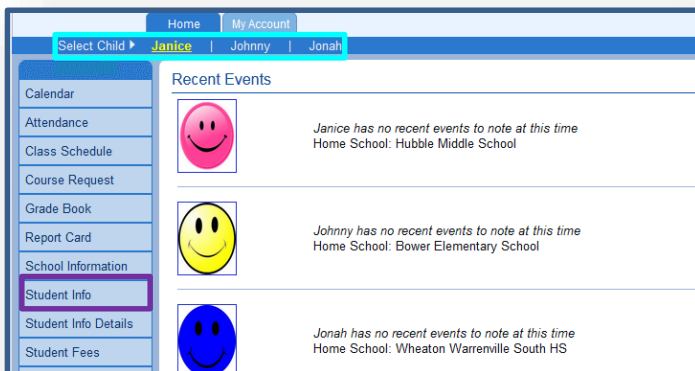 Home My Account
Select Child Janice | Johnny | Jonah
Recent Events
Calendar
Attendance
Class Schedule
Course Request
Grade Book
Report Card
School Information
Student Info
Student Info Details
Student Fees
Janice has no recent events to note at this time
Home School: Hubble Middle School
Johnny has no recent events to note at this time
Home School: Bower Elementary School
Jonah has no recent events to note at this time
Home School: Wheaton Warrenville South HS